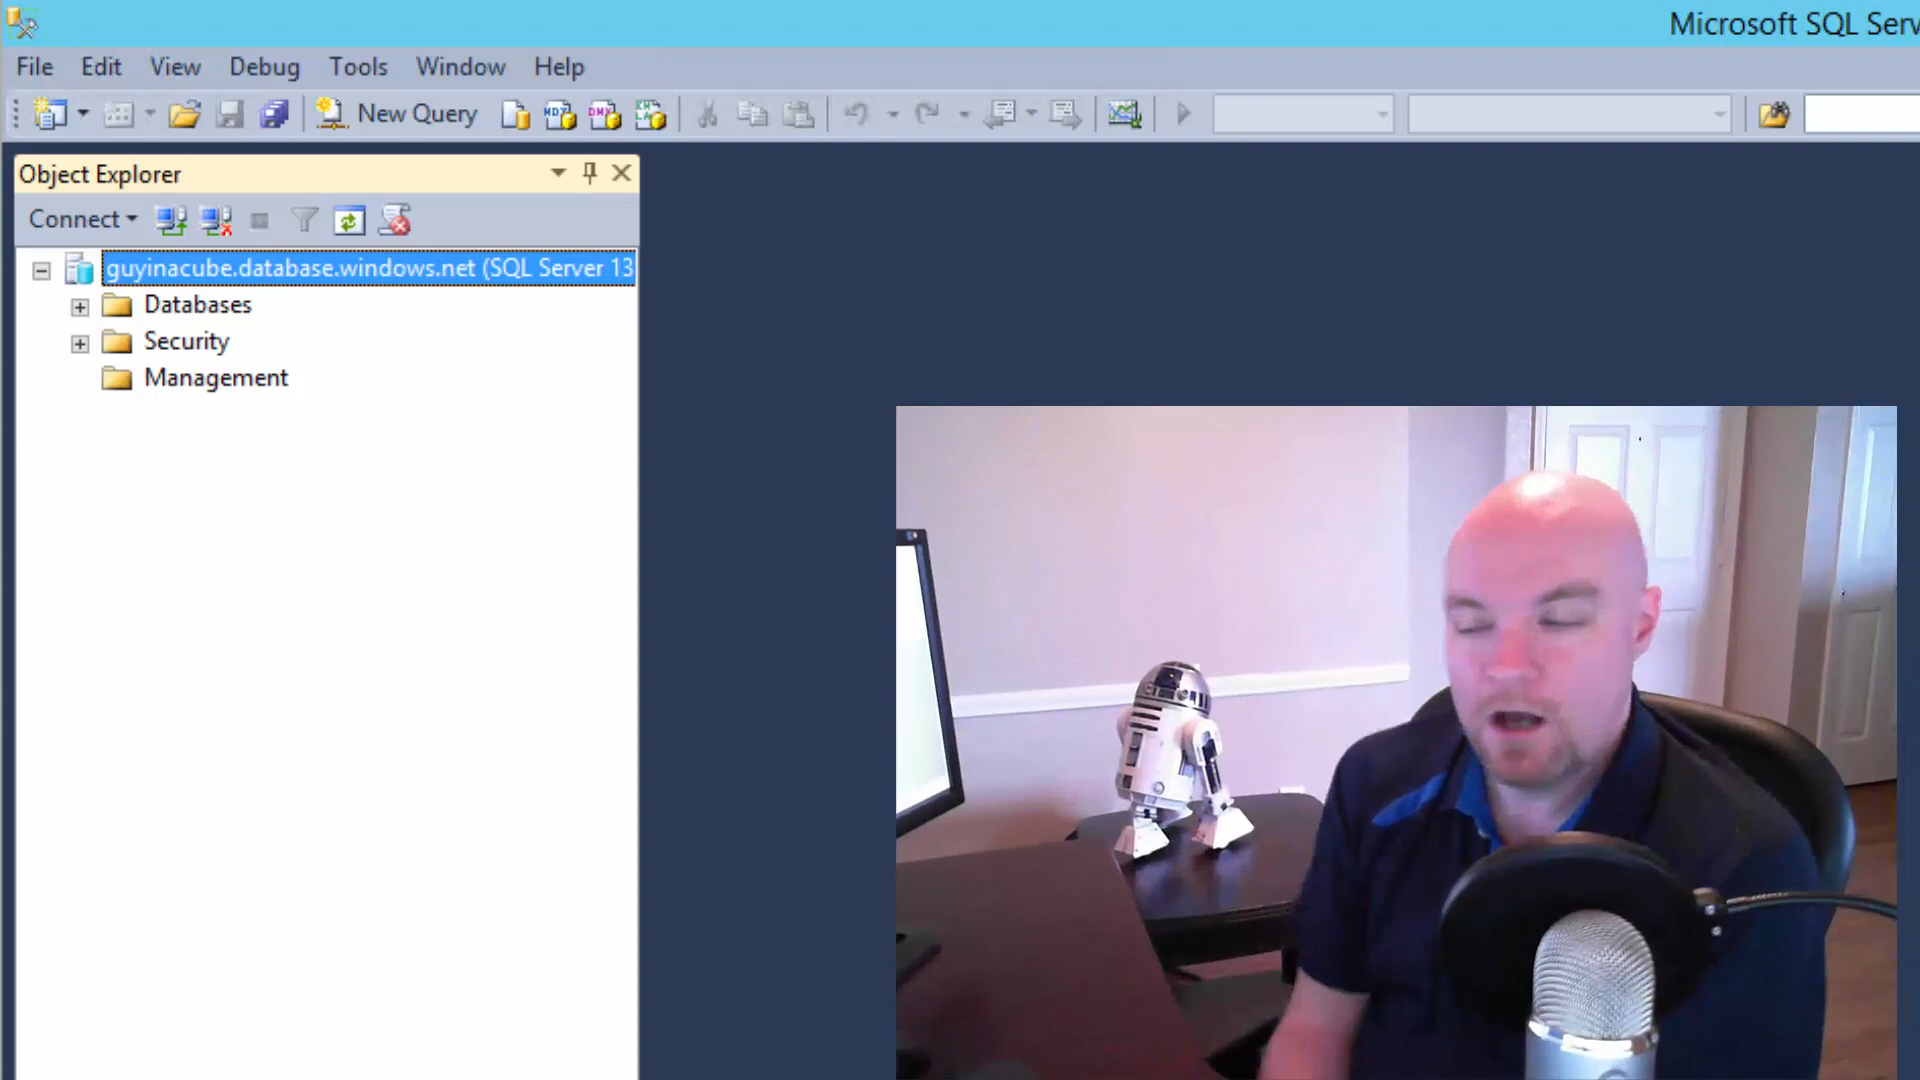 Microsoft SQL Serv
File Edit View Debug Tools Window Help
New Query
Object Explorer
Connect
guyinacube.database.windows.net (SQL Server 13
Databases
Security
Management